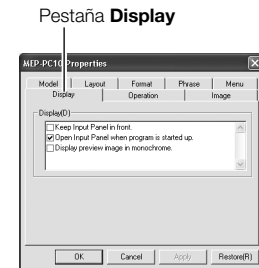 Pestaña Display
MEP-PC10 Properties
Model Layout Format Phrase Menu
Display Operation Image
Display(D)
Keep Input Panel in front.
Open Input Panel when program is started up.
Display preview image in monochrome.
OK Cancel Apply Restore(R)